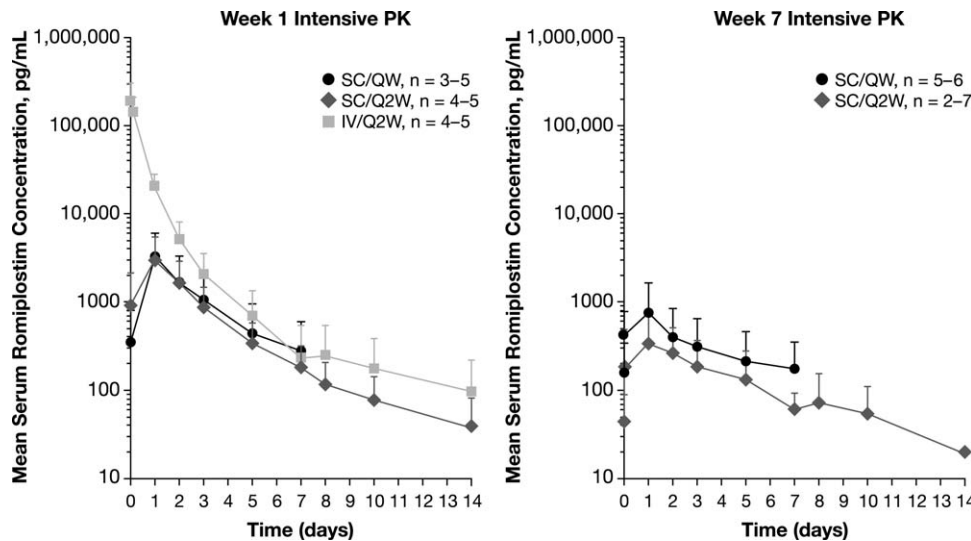 Week 1 Intensive PK
Mean Serum Romiplostim Concentration, pg/mL
1,000,000
100,000
10,000
1000
100
10
SC/QW, n = 3–5
SC/Q2W, n = 4–5
IV/Q2W, n = 4–5
0 1 2 3 4 5 6 7 8 9 10 11 12 13 14
Time (days)
Week 7 Intensive PK
Mean Serum Romiplostim Concentration, pg/mL
1,000,000
100,000
10,000
1000
100
10
SC/QW, n = 5–6
SC/Q2W, n = 2–7
0 1 2 3 4 5 6 7 8 9 10 11 12 13 14
Time (days)